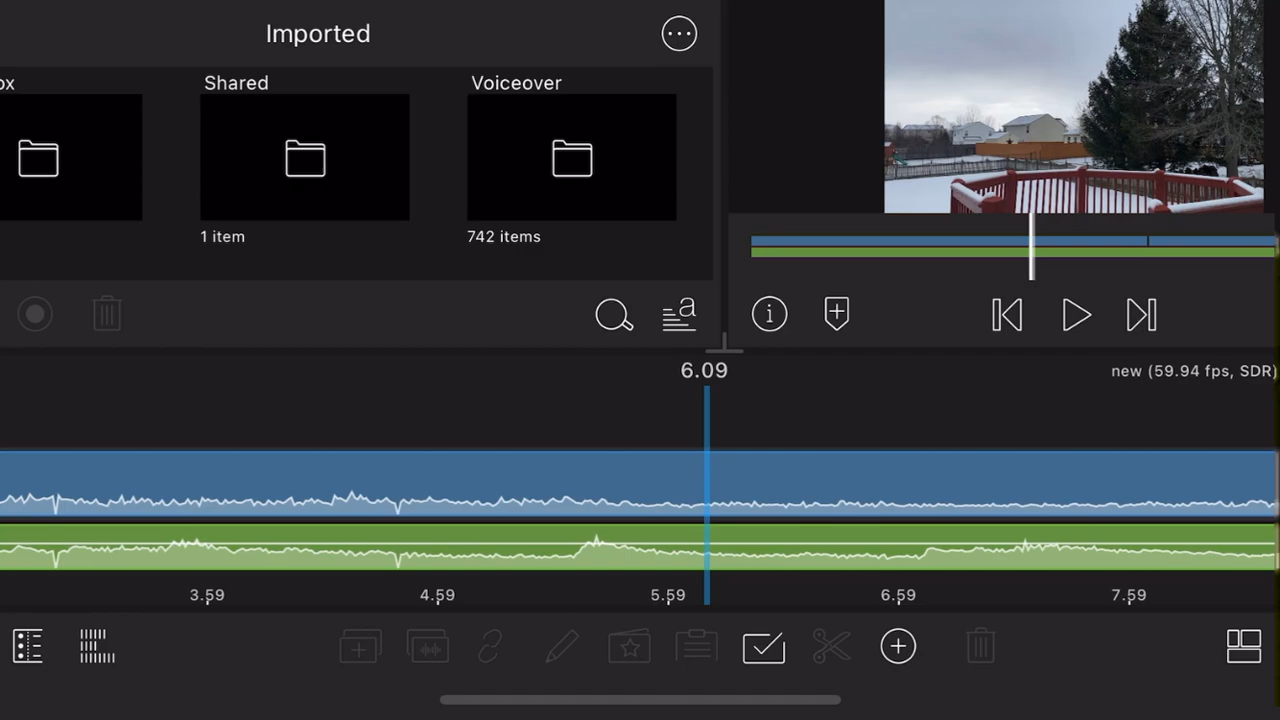 Imported
ox
Shared
Voiceover
1 item
742 items
a
6.09
new (59.94 fps, SDR)
3.59
4.59
5.59
6.59
7.59